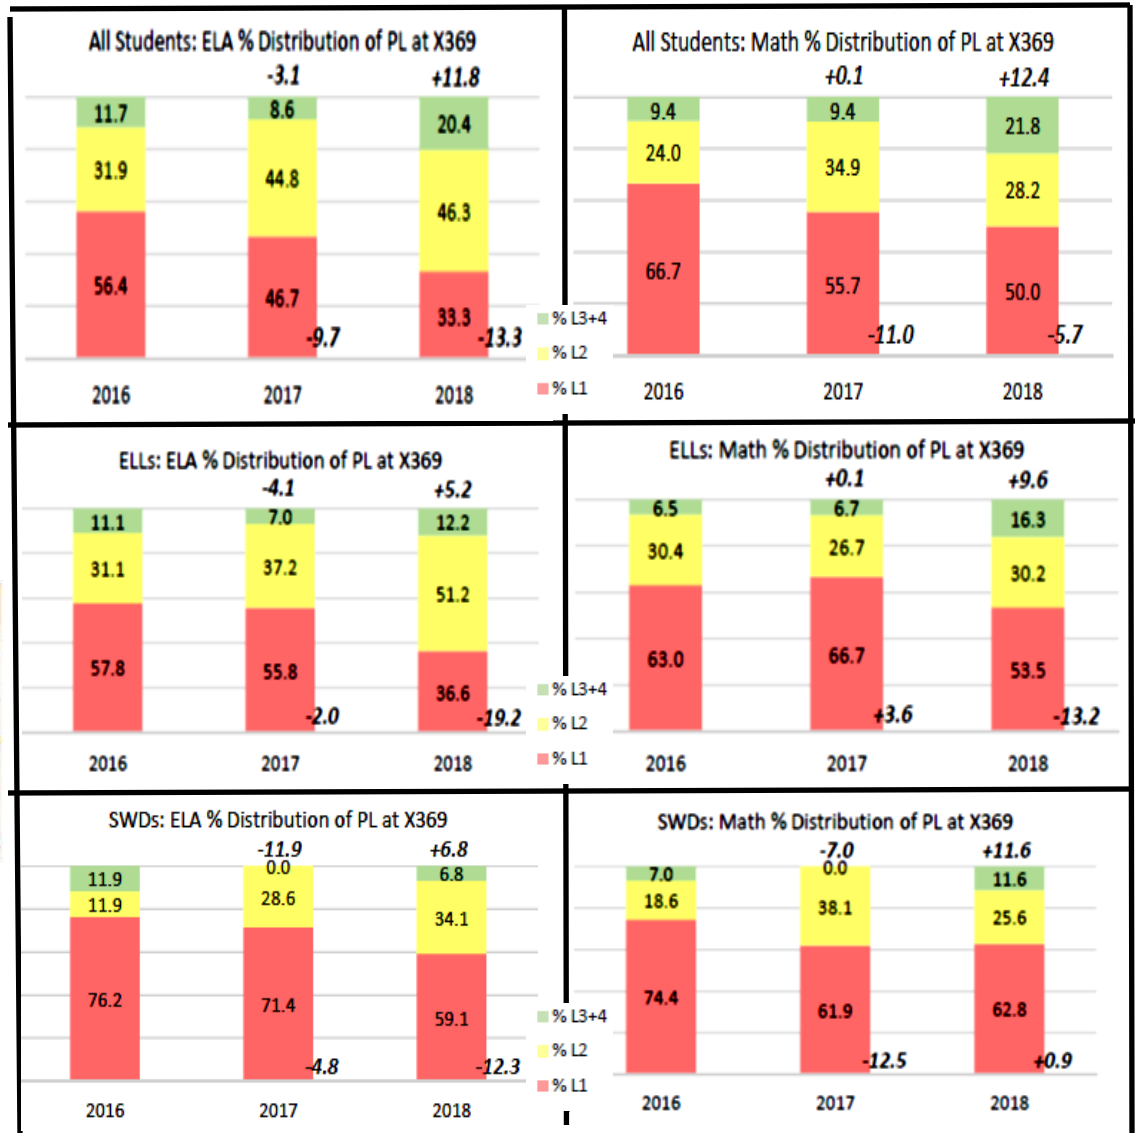 All Students: ELA % Distribution of PL at X369
-3.1 +11.8
11.7 8.6 20.4
31.9 44.8 46.3
56.4 46.7 33.3
-9.7 -13.3
2016 2017 2018
All Students: Math % Distribution of PL at X369
+0.1 +12.4
9.4 9.4 21.8
24.0 34.9 28.2
66.7 55.7 50.0
-11.0 -5.7
2016 2017 2018
% L3+4
% L2
% L1
ELLs: ELA % Distribution of PL at X369
-4.1 +5.2
11.1 7.0 12.2
31.1 37.2 51.2
57.8 55.8 36.6
-2.0 -19.2
2016 2017 2018
ELLs: Math % Distribution of PL at X369
+0.1 +9.6
6.5 6.7 16.3
30.4 26.7 30.2
63.0 66.7 53.5
+3.6 -13.2
2016 2017 2018
% L3+4
% L2
% L1
SWDs: ELA % Distribution of PL at X369
-11.9 +6.8
11.9 0.0 6.8
11.9 28.6 34.1
76.2 71.4 59.1
-4.8 -12.3
2016 2017 2018
SWDs: Math % Distribution of PL at X369
-7.0 +11.6
7.0 0.0 11.6
18.6 38.1 25.6
74.4 61.9 62.8
-12.5 +0.9
2016 2017 2018
% L3+4
% L2
% L1